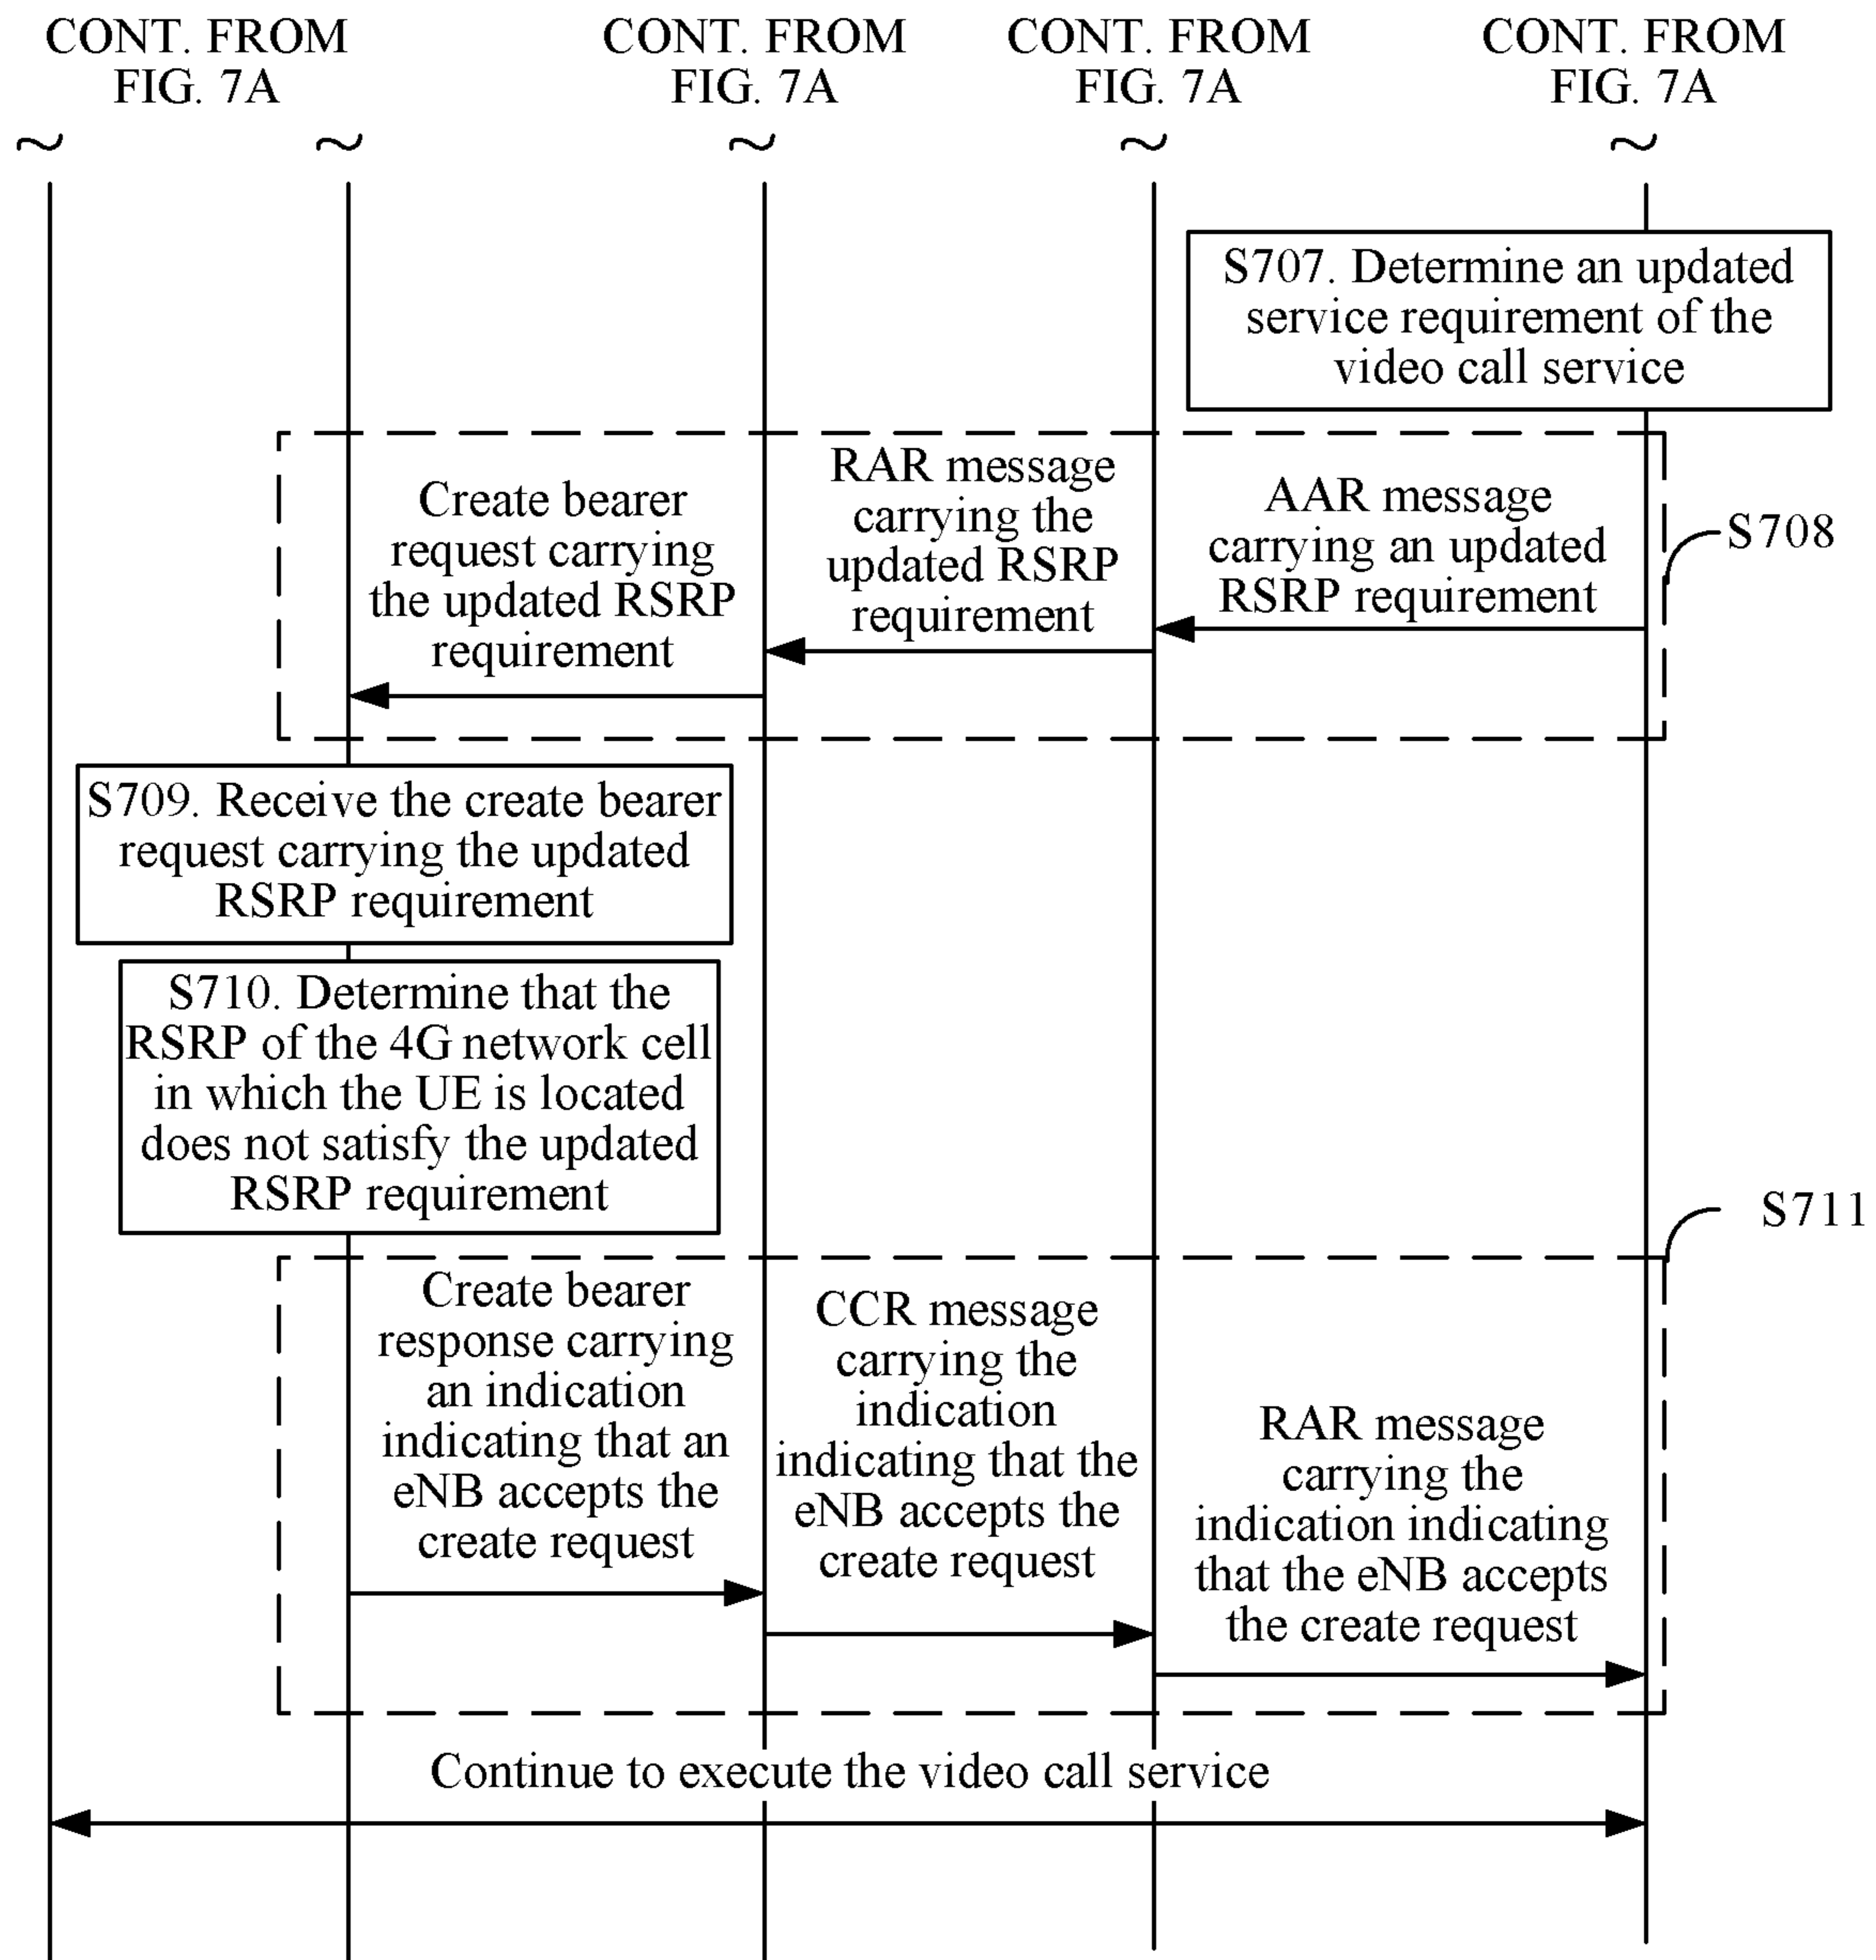 CONT. FROM
FIG. 7A
CONT. FROM
FIG. 7A
CONT. FROM
FIG. 7A
CONT. FROM
FIG. 7A
S707. Determine an updated
service requirement of the
video call service
Create bearer
request carrying
the updated RSRP
requirement
RAR message
carrying the
updated RSRP
requirement
AAR message
carrying an updated
RSRP requirement
S708
S709. Receive the create bearer
request carrying the updated
RSRP requirement
S710. Determine that the
RSRP of the 4G network cell
in which the UE is located
does not satisfy the updated
RSRP requirement
S711
Create bearer
response carrying
an indication
indicating that an
eNB accepts the
create request
CCR message
carrying the
indication
indicating that the
eNB accepts the
create request
RAR message
carrying the
indication indicating
that the eNB accepts
the create request
Continue to execute the video call service